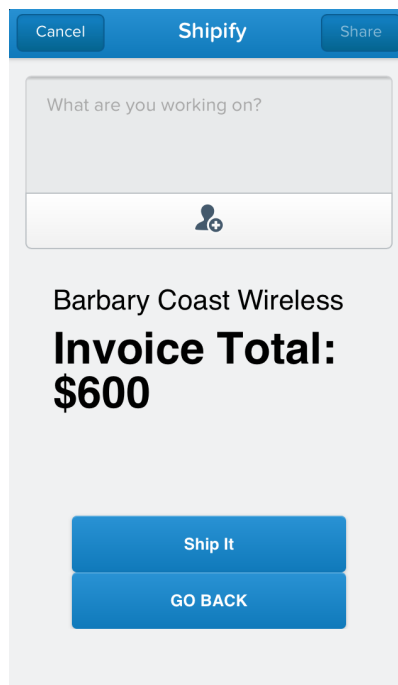 Cancel Shipify Share
What are you working on?
Barbary Coast Wireless
Invoice Total:
$600
Ship It
GO BACK